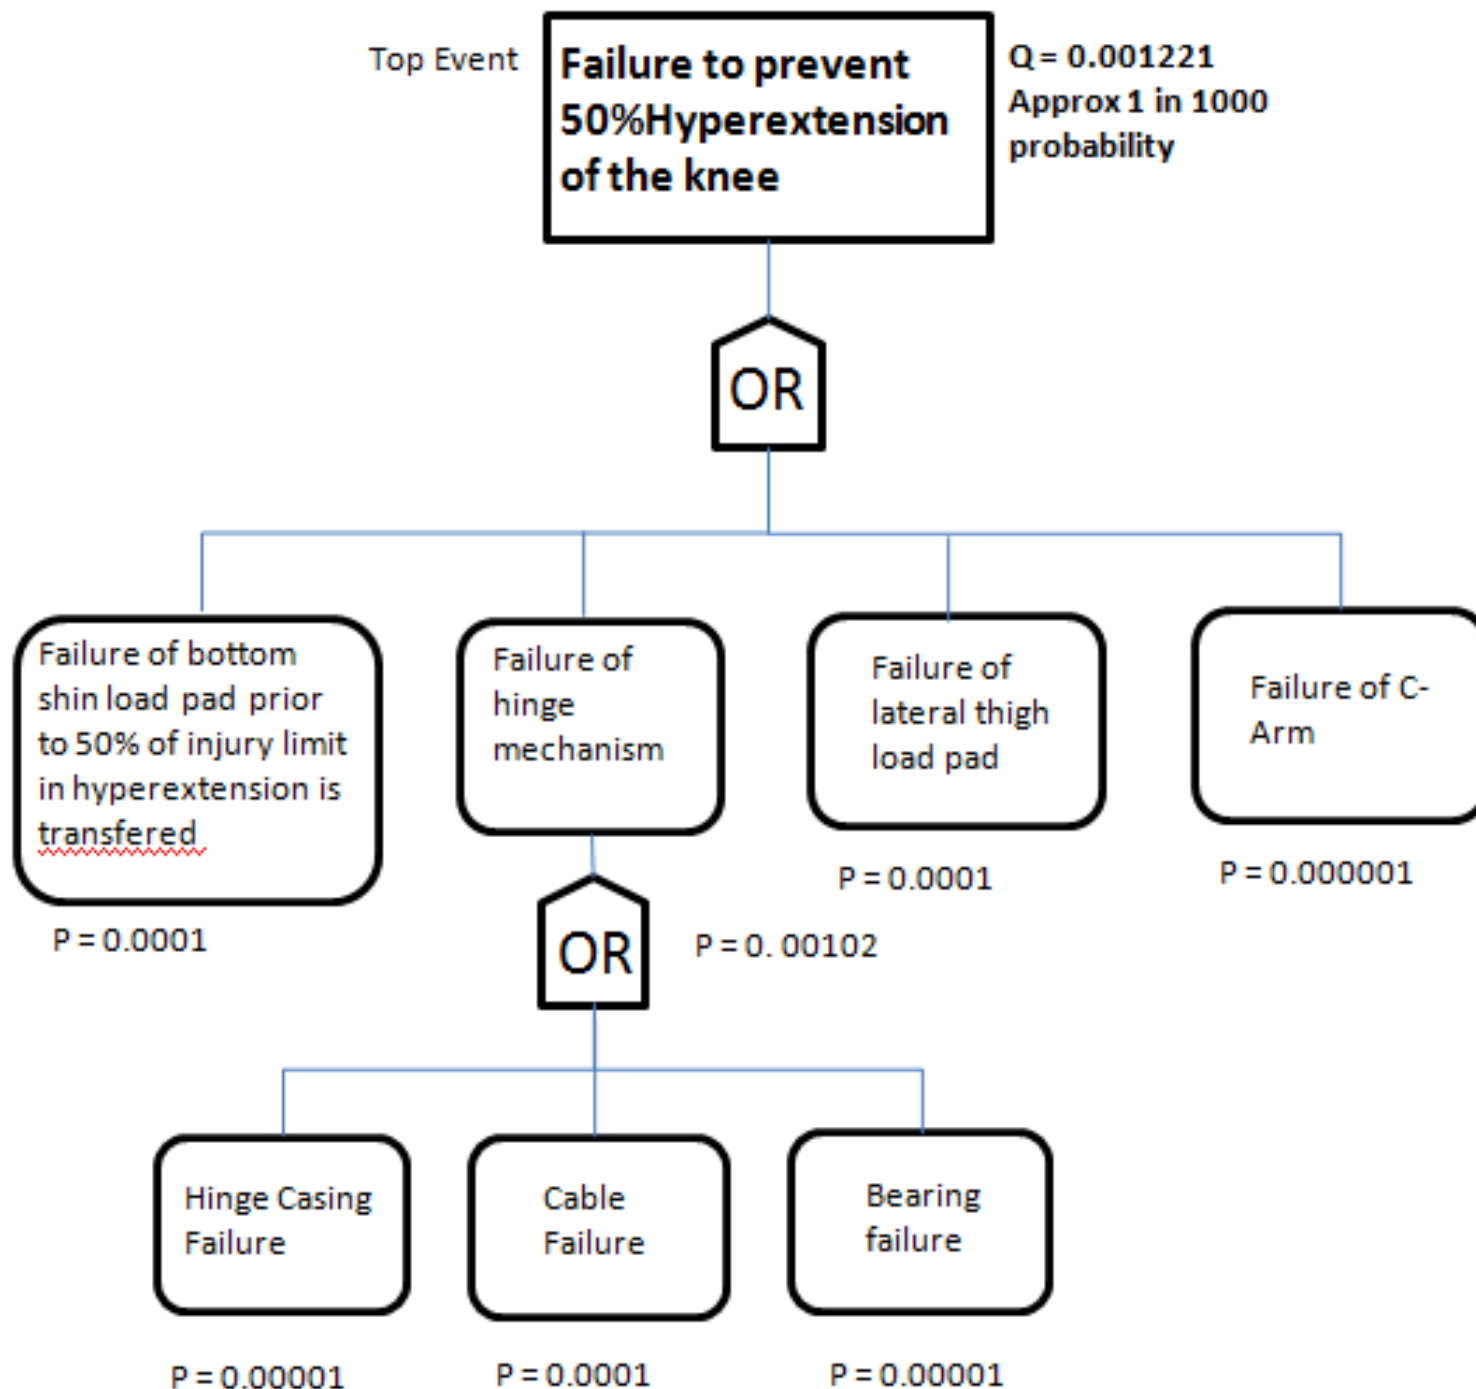 Top Event
Failure to prevent
50%Hyperextension
of the knee
Q = 0.001221
Approx 1 in 1000
probability
OR
Failure of bottom
shin load pad prior
to 50% of injury limit
in hyperextension is
transfered
P = 0.0001
Failure of
hinge
mechanism
Failure of
lateral thigh
load pad
P = 0.0001
Failure of C-
Arm
P = 0.000001
OR
P = 0. 00102
Hinge Casing
Failure
P = 0.00001
Cable
Failure
P = 0.0001
Bearing
failure
P = 0.00001